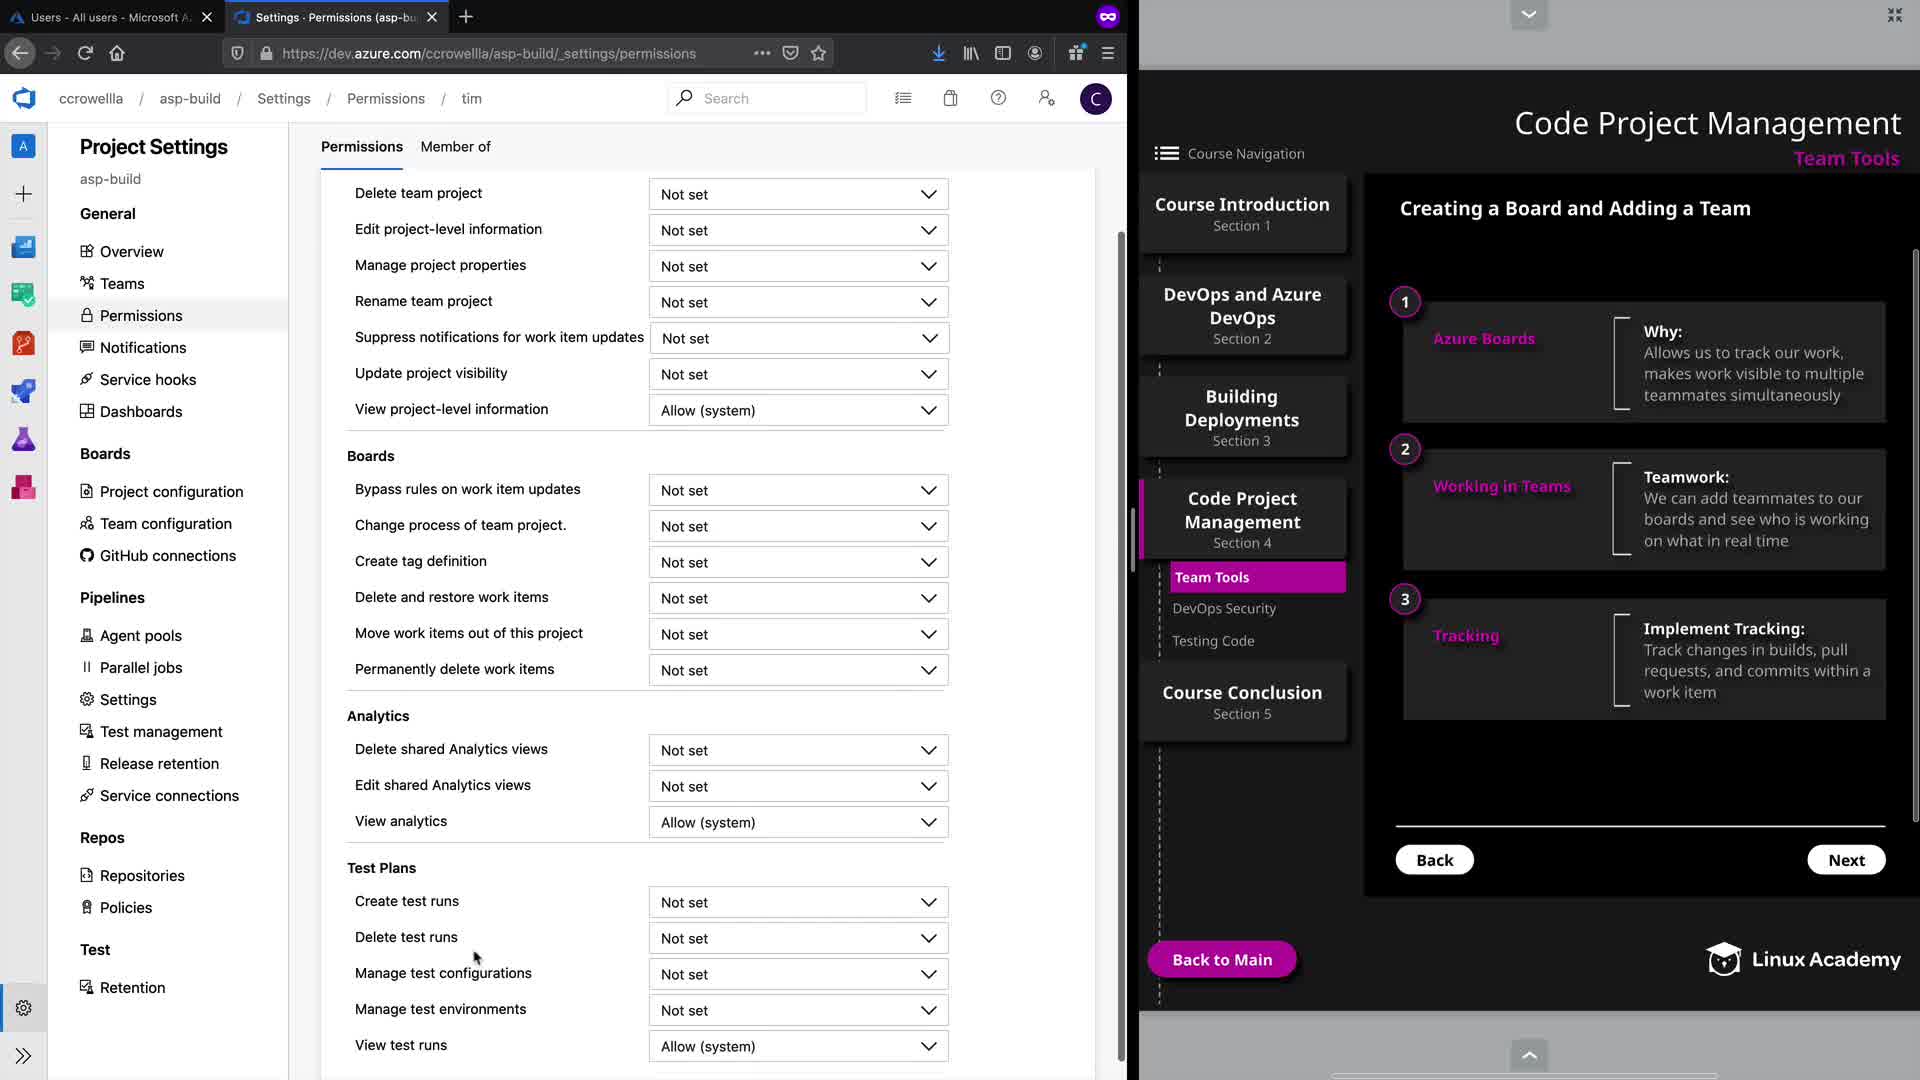 Users - All users - Microsoft A
Settings · Permissions (asp-bu
https://dev.azure.com/ccrowellla/asp-build/_settings/permissions
ccrowellla / asp-build / Settings / Permissions / tim
Search
C
A
Project Settings
asp-build
General
Overview
Teams
Permissions
Notifications
Service hooks
Dashboards
Boards
Project configuration
Team configuration
GitHub connections
Pipelines
Agent pools
Parallel jobs
Settings
Test management
Release retention
Service connections
Repos
Repositories
Policies
Test
Retention
Permissions Member of
Delete team project Not set
Edit project-level information Not set
Manage project properties Not set
Rename team project Not set
Suppress notifications for work item updates Not set
Update project visibility Not set
View project-level information Allow (system)
Boards
Bypass rules on work item updates Not set
Change process of team project. Not set
Create tag definition Not set
Delete and restore work items Not set
Move work items out of this project Not set
Permanently delete work items Not set
Analytics
Delete shared Analytics views Not set
Edit shared Analytics views Not set
View analytics Allow (system)
Test Plans
Create test runs Not set
Delete test runs Not set
Manage test configurations Not set
Manage test environments Not set
View test runs Allow (system)
Code Project Management
Team Tools
Course Navigation
Course Introduction
Section 1
DevOps and Azure
DevOps
Section 2
Building
Deployments
Section 3
Code Project
Management
Section 4
Team Tools
DevOps Security
Testing Code
Course Conclusion
Section 5
Back to Main
Creating a Board and Adding a Team
1
Azure Boards
Why:
Allows us to track our work,
makes work visible to multiple
teammates simultaneously
2
Working in Teams
Teamwork:
We can add teammates to our
boards and see who is working
on what in real time
3
Tracking
Implement Tracking:
Track changes in builds, pull
requests, and commits within a
work item
Back
Next
Linux Academy